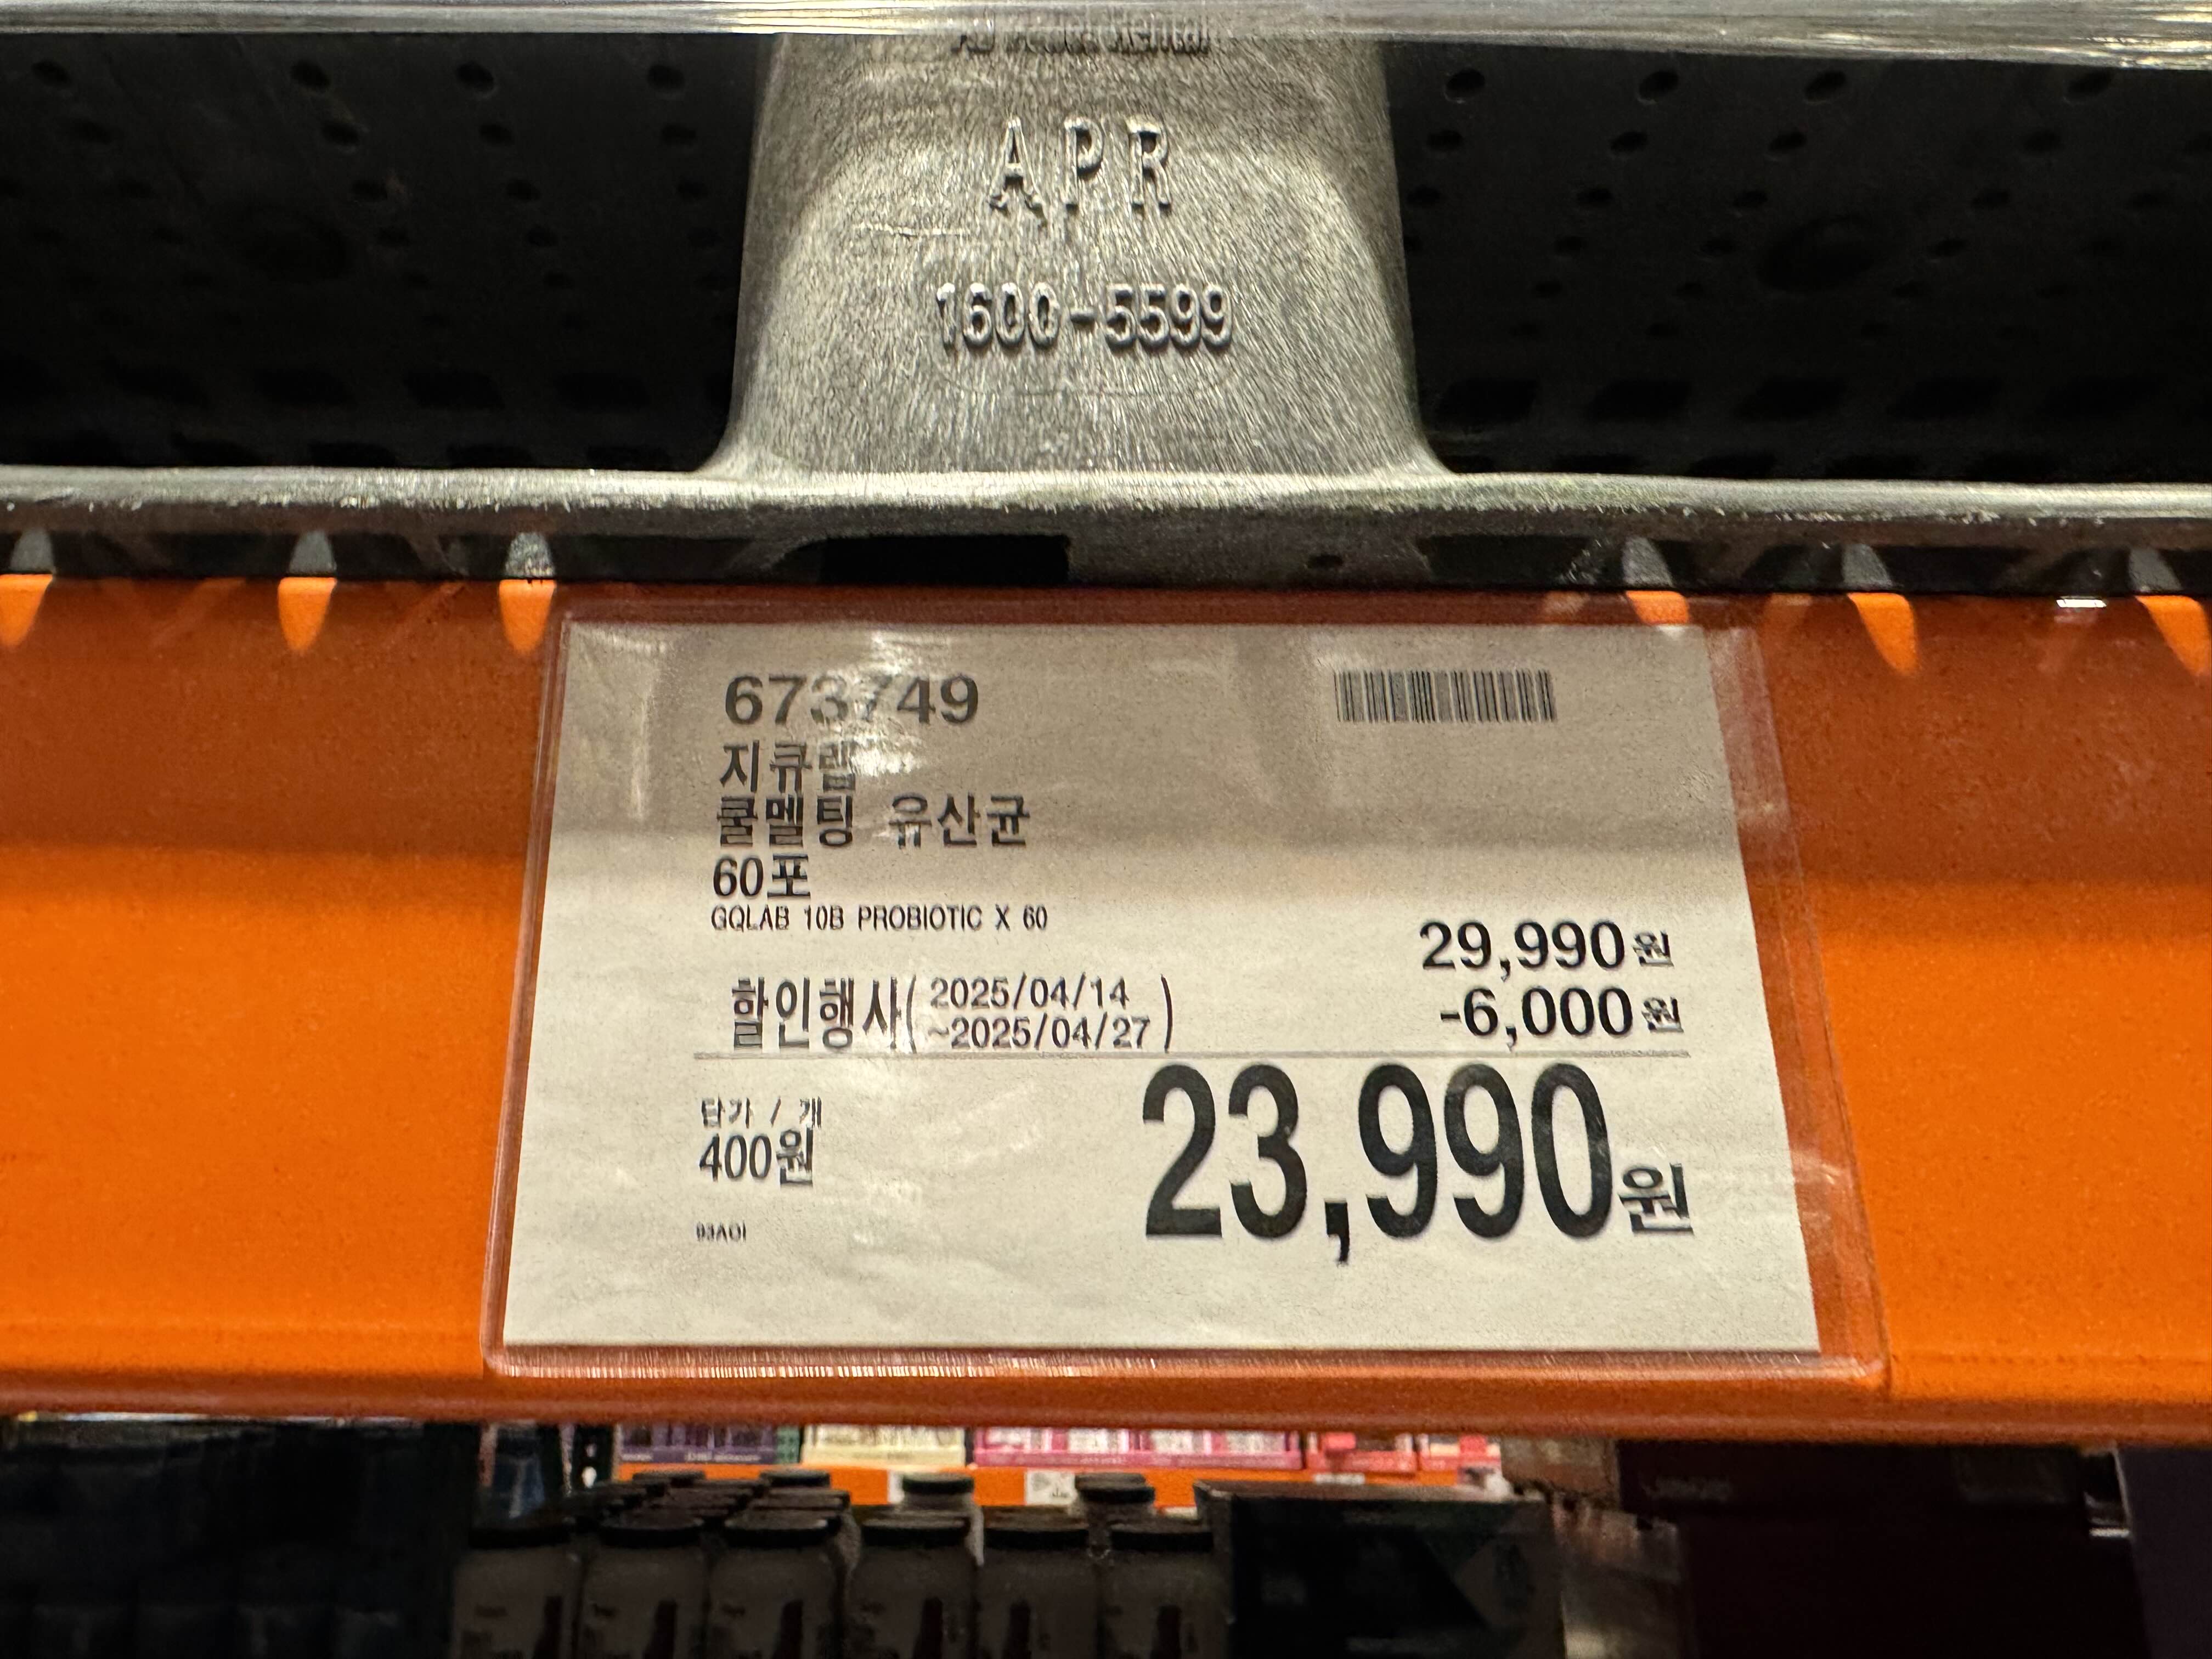 APR
1600-5599
673749
지큐랩
쿨멜팅 유산균
60포
GQLAB 10B PROBIOTIC X 60
29,990원
할인행사( 2025/04/14 ~2025/04/27 )
-6,000원
단가 / 개
400원
23,990원
93AOI